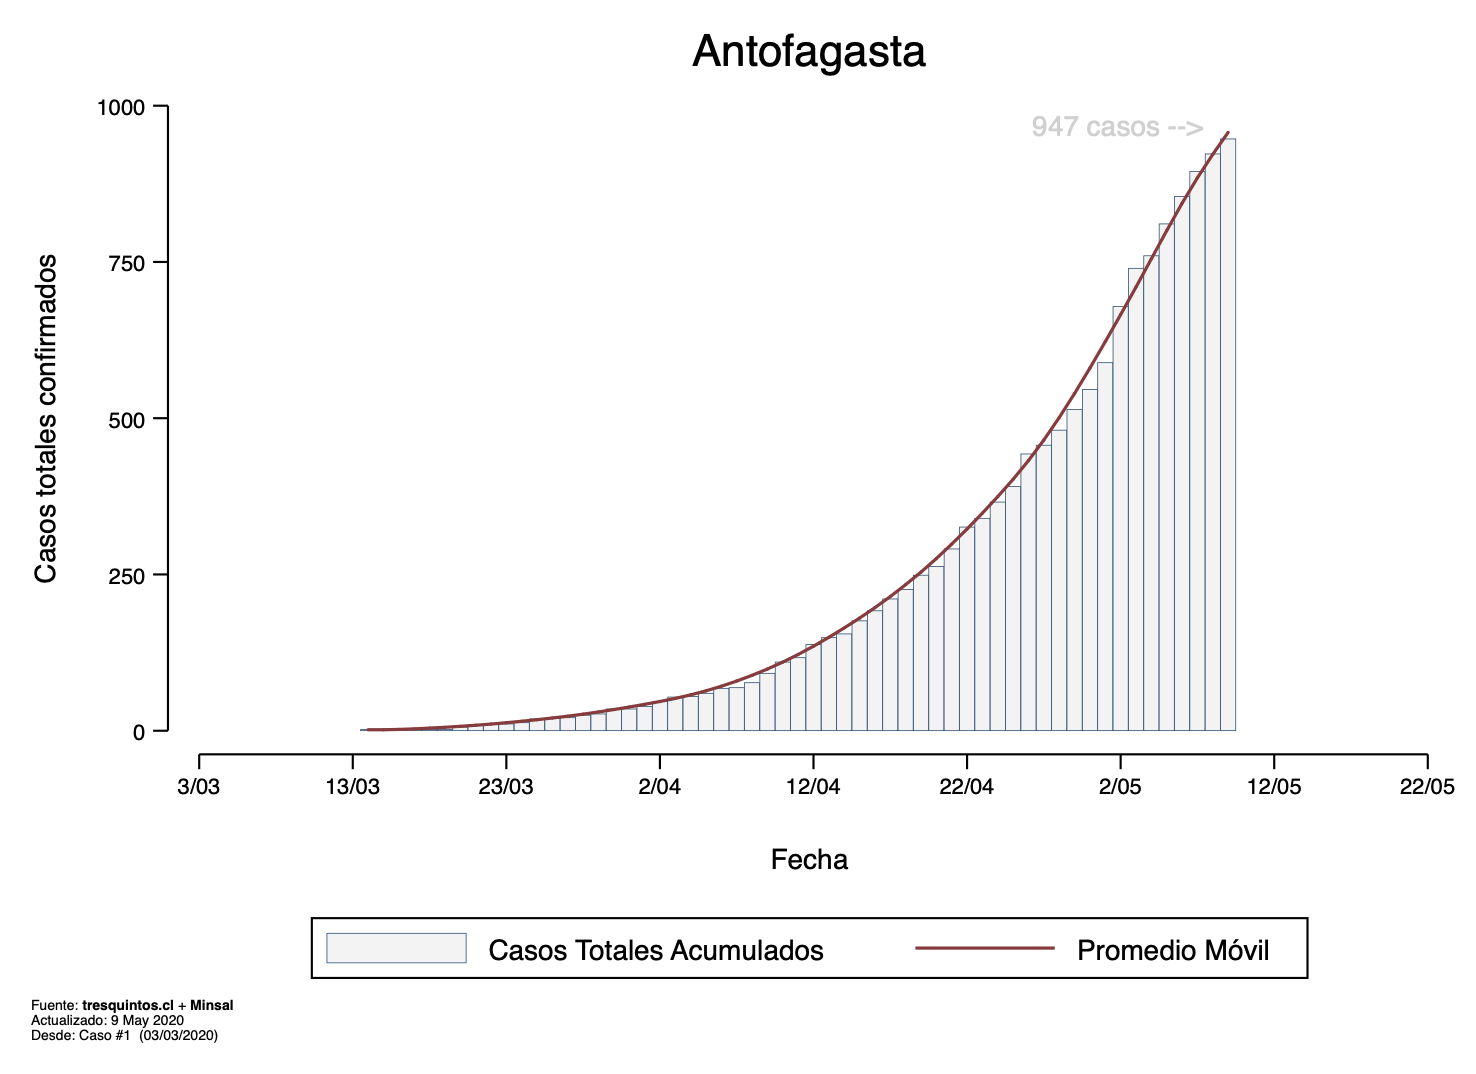 Antofagasta
947 casos -->
Casos totales confirmados
1000
750
500
250
0
3/03 13/03 23/03 2/04 12/04 22/04 2/05 12/05 22/05
Fecha
Casos Totales Acumulados Promedio Móvil
Fuente: tresquintos.cl + Minsal
Actualizado: 9 May 2020
Desde: Caso #1 (03/03/2020)